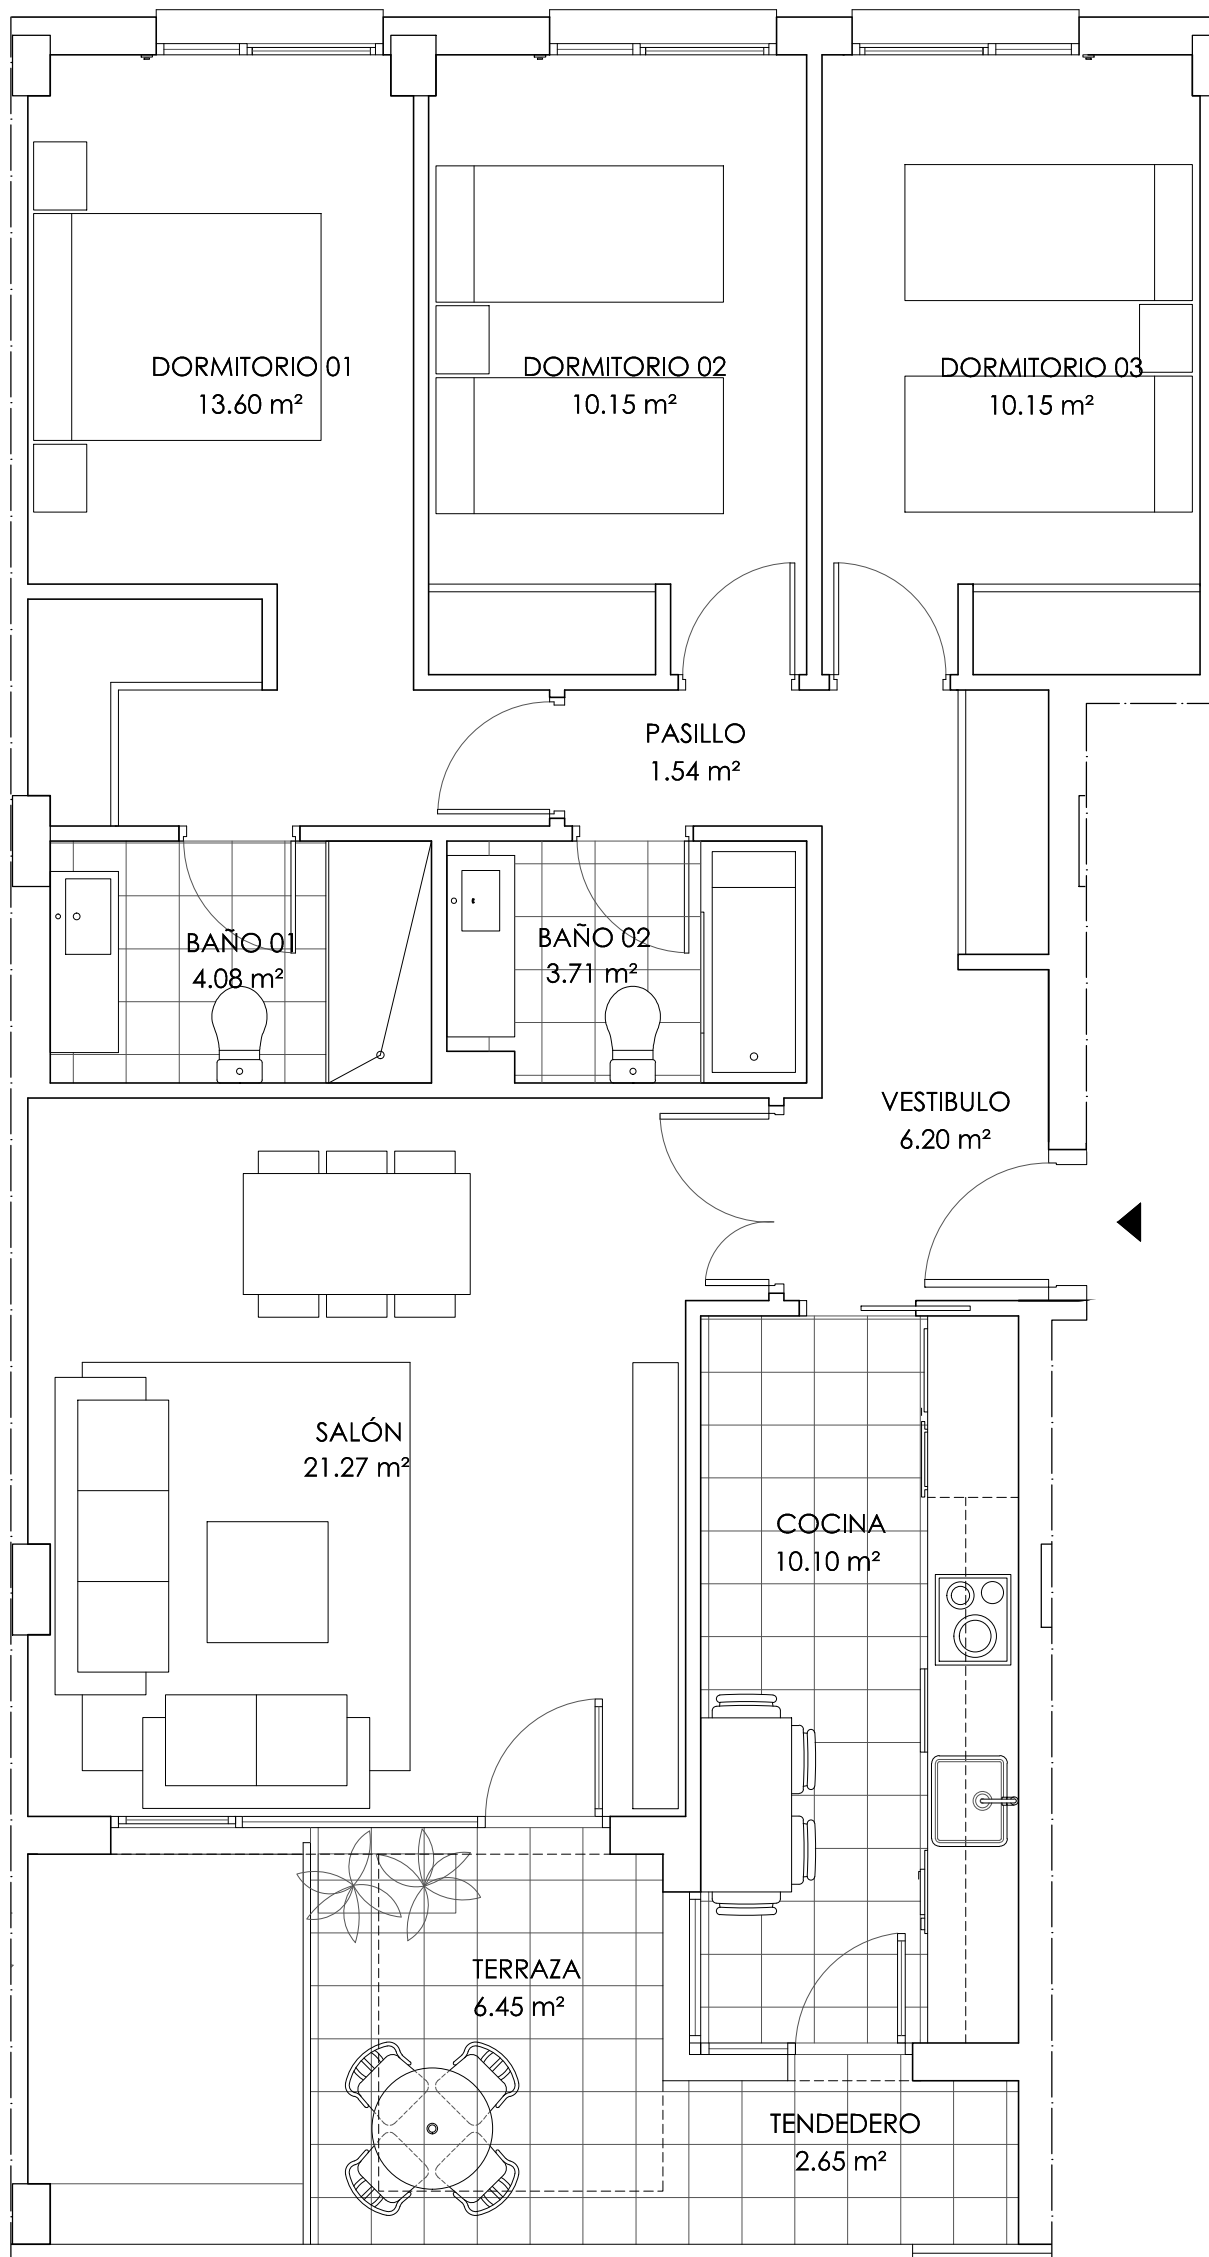 DORMITORIO 01
13.60 m²
DORMITORIO 02
10.15 m²
DORMITORIO 03
10.15 m²
PASILLO
1.54 m²
BAÑO 01
4.08 m²
BAÑO 02
3.71 m²
VESTIBULO
6.20 m²
SALÓN
21.27 m²
COCINA
10.10 m²
TERRAZA
6.45 m²
TENDEDERO
2.65 m²